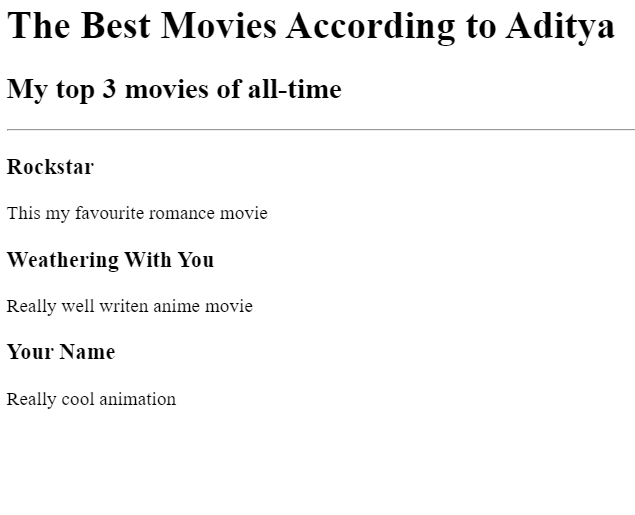 The Best Movies According to Aditya
My top 3 movies of all-time
Rockstar
This my favourite romance movie
Weathering With You
Really well writen anime movie
Your Name
Really cool animation